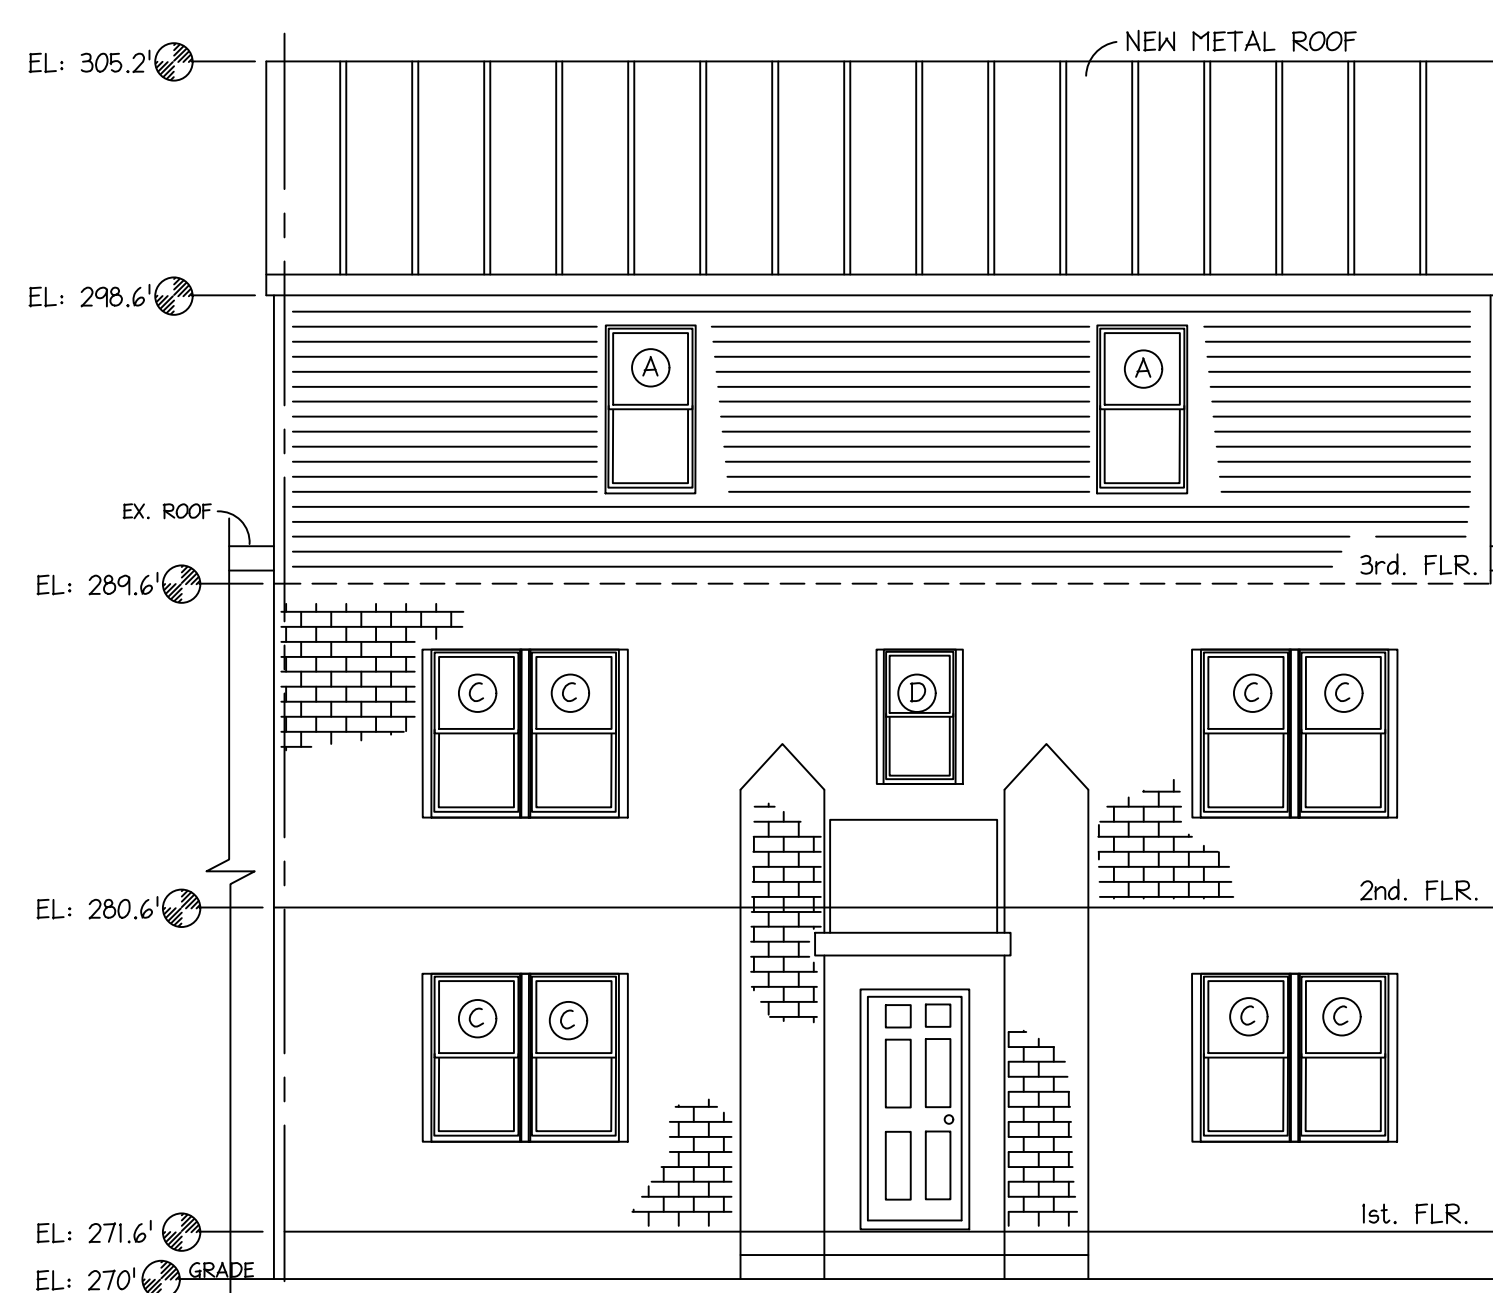 NEW METAL ROOF
EL: 305.2'
EL: 298.6'
A A
EX. ROOF
3rd. FLR.
EL: 289.6'
C C D C C
2nd. FLR.
EL: 280.6'
C C C C
1st. FLR.
EL: 271.6'
GRADE
EL: 270'